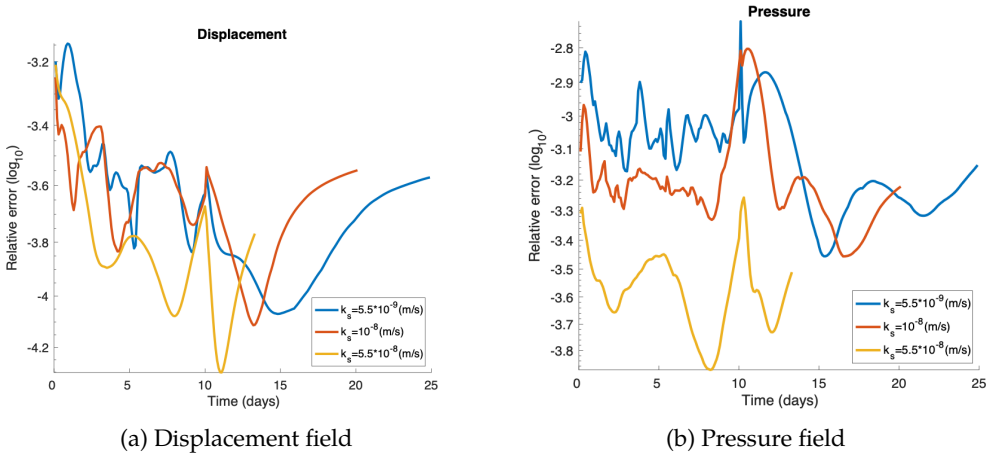 Displacement
Relative error (log10)
-3.2
-3.4
-3.6
-3.8
-4
-4.2
0
5
10
15
20
25
Time (days)
ks=5.5*10-9(m/s)
ks=10-8(m/s)
ks=5.5*10-8(m/s)
(a) Displacement field
Pressure
Relative error (log10)
-2.8
-2.9
-3
-3.1
-3.2
-3.3
-3.4
-3.5
-3.6
-3.7
-3.8
0
5
10
15
20
25
Time (days)
ks=5.5*10-9(m/s)
ks=10-8(m/s)
ks=5.5*10-8(m/s)
(b) Pressure field